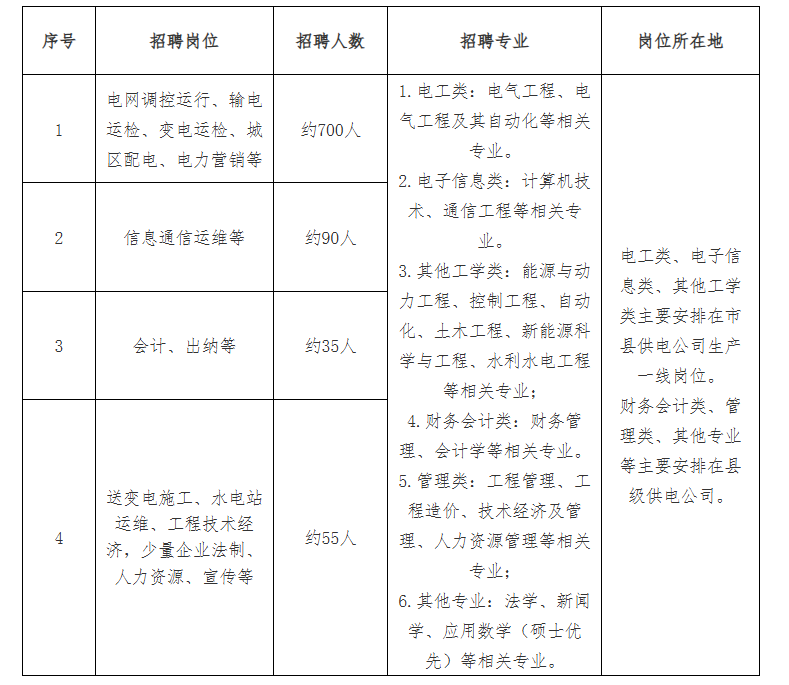 序号
招聘岗位
招聘人数
招聘专业
岗位所在地
1
电网调控运行、输电
运检、变电运检、城
区配电、电力营销等
约700人
2
信息通信运维等
约90人
3
会计、出纳等
约35人
4
送变电施工、水电站
运维、工程技术经
济，少量企业法制、
人力资源、宣传等
约55人
1.电工类：电气工程、电
气工程及其自动化等相关
专业。
2.电子信息类：计算机技
术、通信工程等相关专
业。
3.其他工学类：能源与动
力工程、控制工程、自动
化、土木工程、新能源科
学与工程、水利水电工程
等相关专业；
4.财务会计类：财务管
理、会计学等相关专业。
5.管理类：工程管理、工
程造价、技术经济及管
理、人力资源管理等相关
专业；
6.其他专业：法学、新闻
学、应用数学（硕士优
先）等相关专业。
电工类、电子信
息类、其他工学
类主要安排在市
县供电公司生产
一线岗位。
财务会计类、管
理类、其他专业
等主要安排在县
级供电公司。